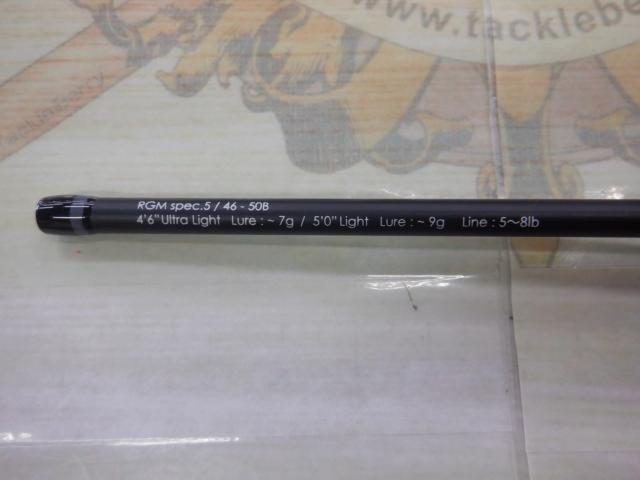 www.tacklebe
TackleBerry
RGM spec.5 / 46 - 50B
4'6" Ultra Light Lure : ~ 7g / 5'0" Light Lure : ~ 9g Line : 5～8lb